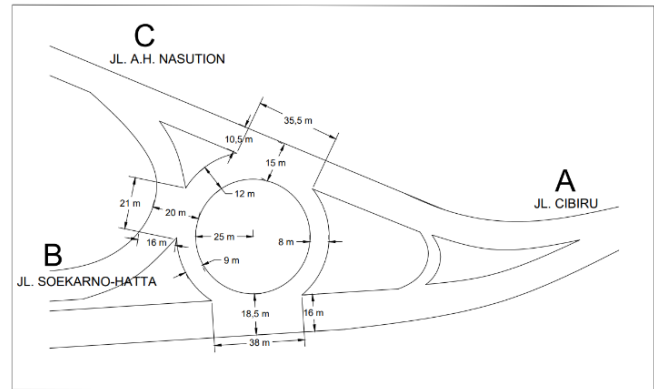 C
JL. A.H. NASUTION
35,5 m
10,5 m
15 m
A
JL. CIBIRU
12 m
21 m
20 m
B
16 m
25 m
8 m
JL. SOEKARNO-HATTA
9 m
18,5 m
16 m
38 m